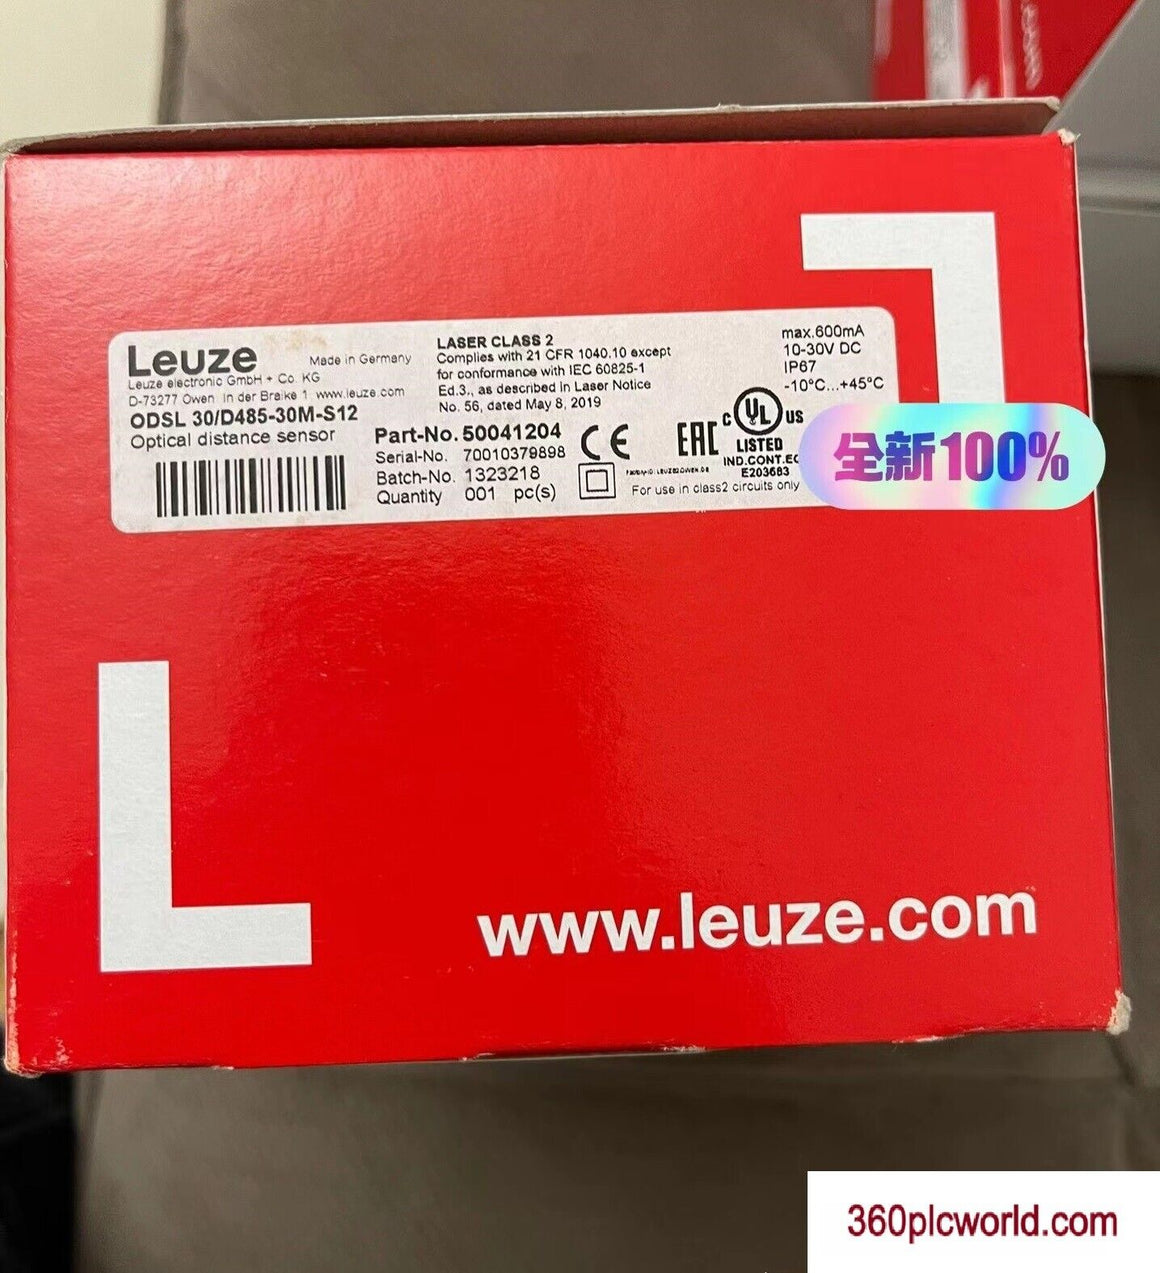 Leuze
Made in Germany
Leuze electronic GmbH + Co. KG
D-73277 Owen In der Braike 1 www.leuze.com
ODSL 30/D485-30M-S12
Optical distance sensor
LASER CLASS 2
Complies with 21 CFR 1040.10 except
for conformance with IEC 60825-1
Ed.3., as described in Laser Notice
No. 56, dated May 8, 2019
Part-No. 50041204
Serial-No. 70010379898
Batch-No. 1323218
Quantity 001 pc(s)
CE
EAC
max.600mA
10-30V DC
IP67
-10°C...+45°C
C UL US
LISTED
IND.CONT.EQ
E203683
For use in class2 circuits only
全新100%
www.leuze.com
360plcworld.com